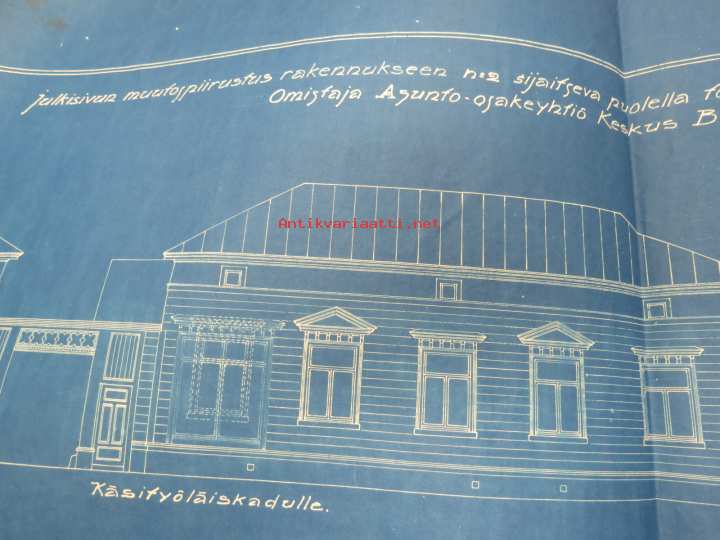 Julkisivun muutospiirustus rakennukseen n:2 sijaitseva puolella
Omistaja Asunto-osakeyhtiö Keskus B
Antikvariaatti.net
Käsityöläiskadulle.